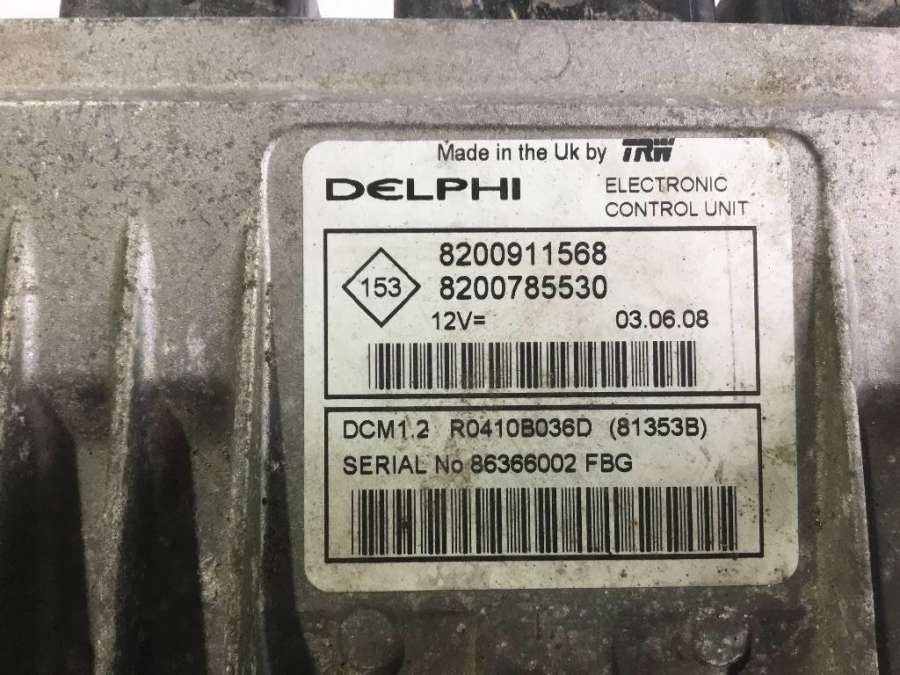 Made in the Uk by TRW
DELPHI
ELECTRONIC
CONTROL UNIT
8200911568
153
8200785530
12V= 03.06.08
DCM1.2 R0410B036D (81353B)
SERIAL No 86366002 FBG